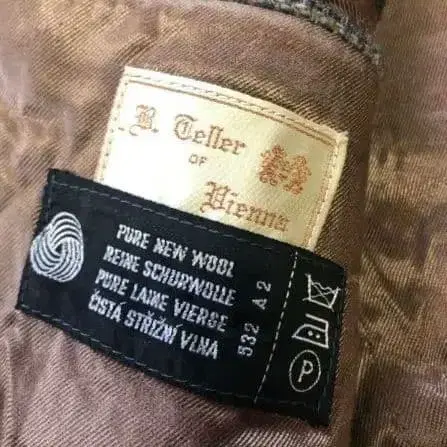 B. Teller
OF
Vienna
PURE NEW WOOL
REINE SCHURWOLLE
PURE LAINE VIERGE
ČISTÁ STŘIŽNÍ VLNA
532 A2
P